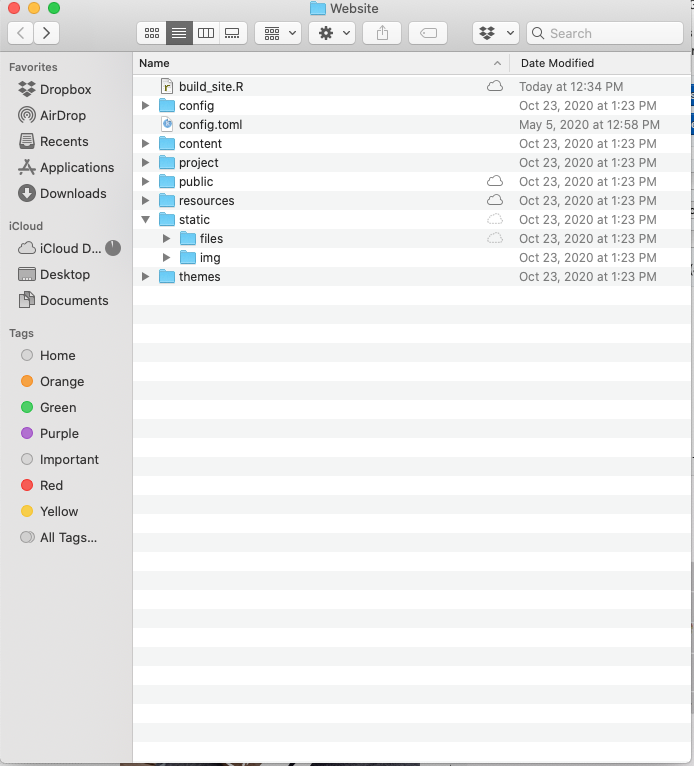 Website
Search
Name
Date Modified
Favorites
Dropbox
AirDrop
Recents
Applications
Downloads
iCloud
iCloud D...
Desktop
Documents
Tags
Home
Orange
Green
Purple
Important
Red
Yellow
All Tags...
build_site.R Today at 12:34 PM
config Oct 23, 2020 at 1:23 PM
config.toml May 5, 2020 at 12:58 PM
content Oct 23, 2020 at 1:23 PM
project Oct 23, 2020 at 1:23 PM
public Oct 23, 2020 at 1:23 PM
resources Oct 23, 2020 at 1:23 PM
static Oct 23, 2020 at 1:23 PM
files Oct 23, 2020 at 1:23 PM
img Oct 23, 2020 at 1:23 PM
themes Oct 23, 2020 at 1:23 PM